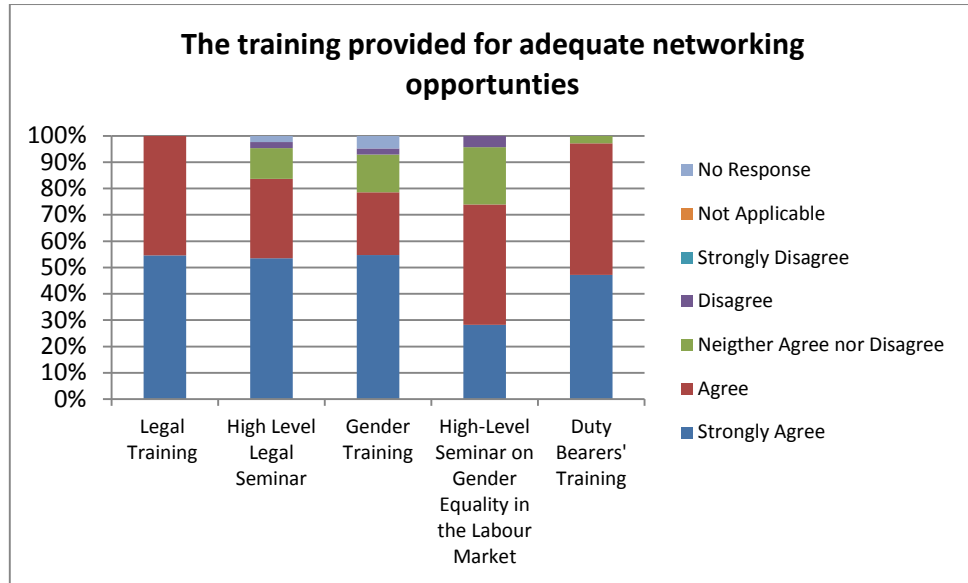 The training provided for adequate networking
opportunties
100%
90%
80%
70%
60%
50%
40%
30%
20%
10%
0%
Legal
Training
High Level
Legal
Seminar
Gender
Training
High-Level
Seminar on
Gender
Equality in
the Labour
Market
Duty
Bearers'
Training
No Response
Not Applicable
Strongly Disagree
Disagree
Neigther Agree nor Disagree
Agree
Strongly Agree